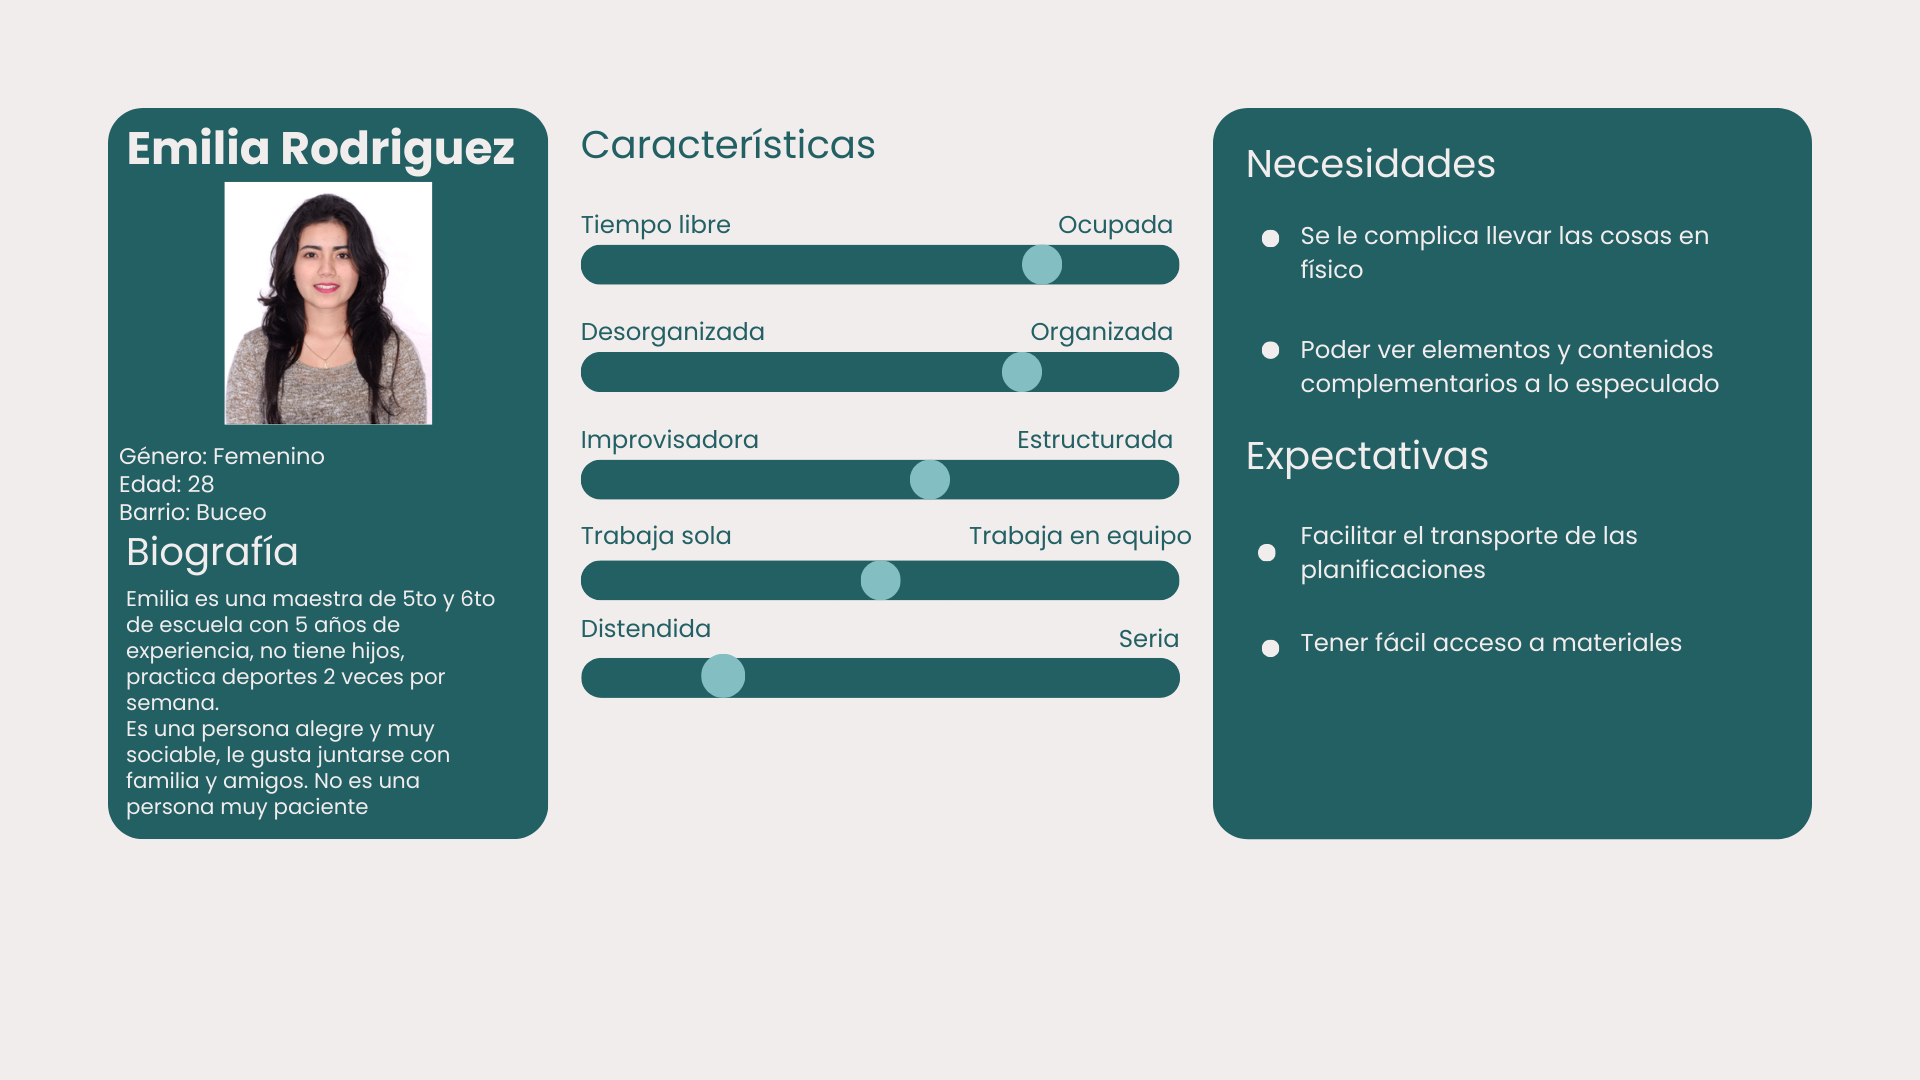 Emilia Rodriguez
Género: Femenino
Edad: 28
Barrio: Buceo
Biografía
Emilia es una maestra de 5to y 6to
de escuela con 5 años de
experiencia, no tiene hijos,
practica deportes 2 veces por
semana.
Es una persona alegre y muy
sociable, le gusta juntarse con
familia y amigos. No es una
persona muy paciente
Características
Tiempo libre Ocupada
Desorganizada Organizada
Improvisadora Estructurada
Trabaja sola Trabaja en equipo
Distendida Seria
Necesidades
Se le complica llevar las cosas en
físico
Poder ver elementos y contenidos
complementarios a lo especulado
Expectativas
Facilitar el transporte de las
planificaciones
Tener fácil acceso a materiales